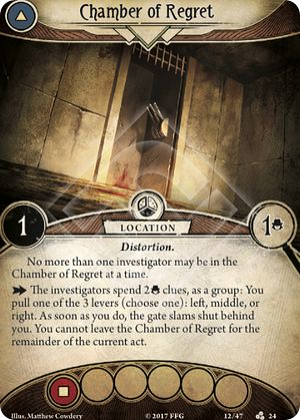 Chamber of Regret
1
LOCATION
1
Distortion.
No more than one investigator may be in the
Chamber of Regret at a time.
The investigators spend 2 clues, as a group: You
pull one of the 3 levers (choose one): left, middle, or
right. As soon as you do, the gate slams shut behind
you. You cannot leave the Chamber of Regret for the
remainder of the current act.
Illus. Matthew Cowdery
© 2017 FFG
12/47
24